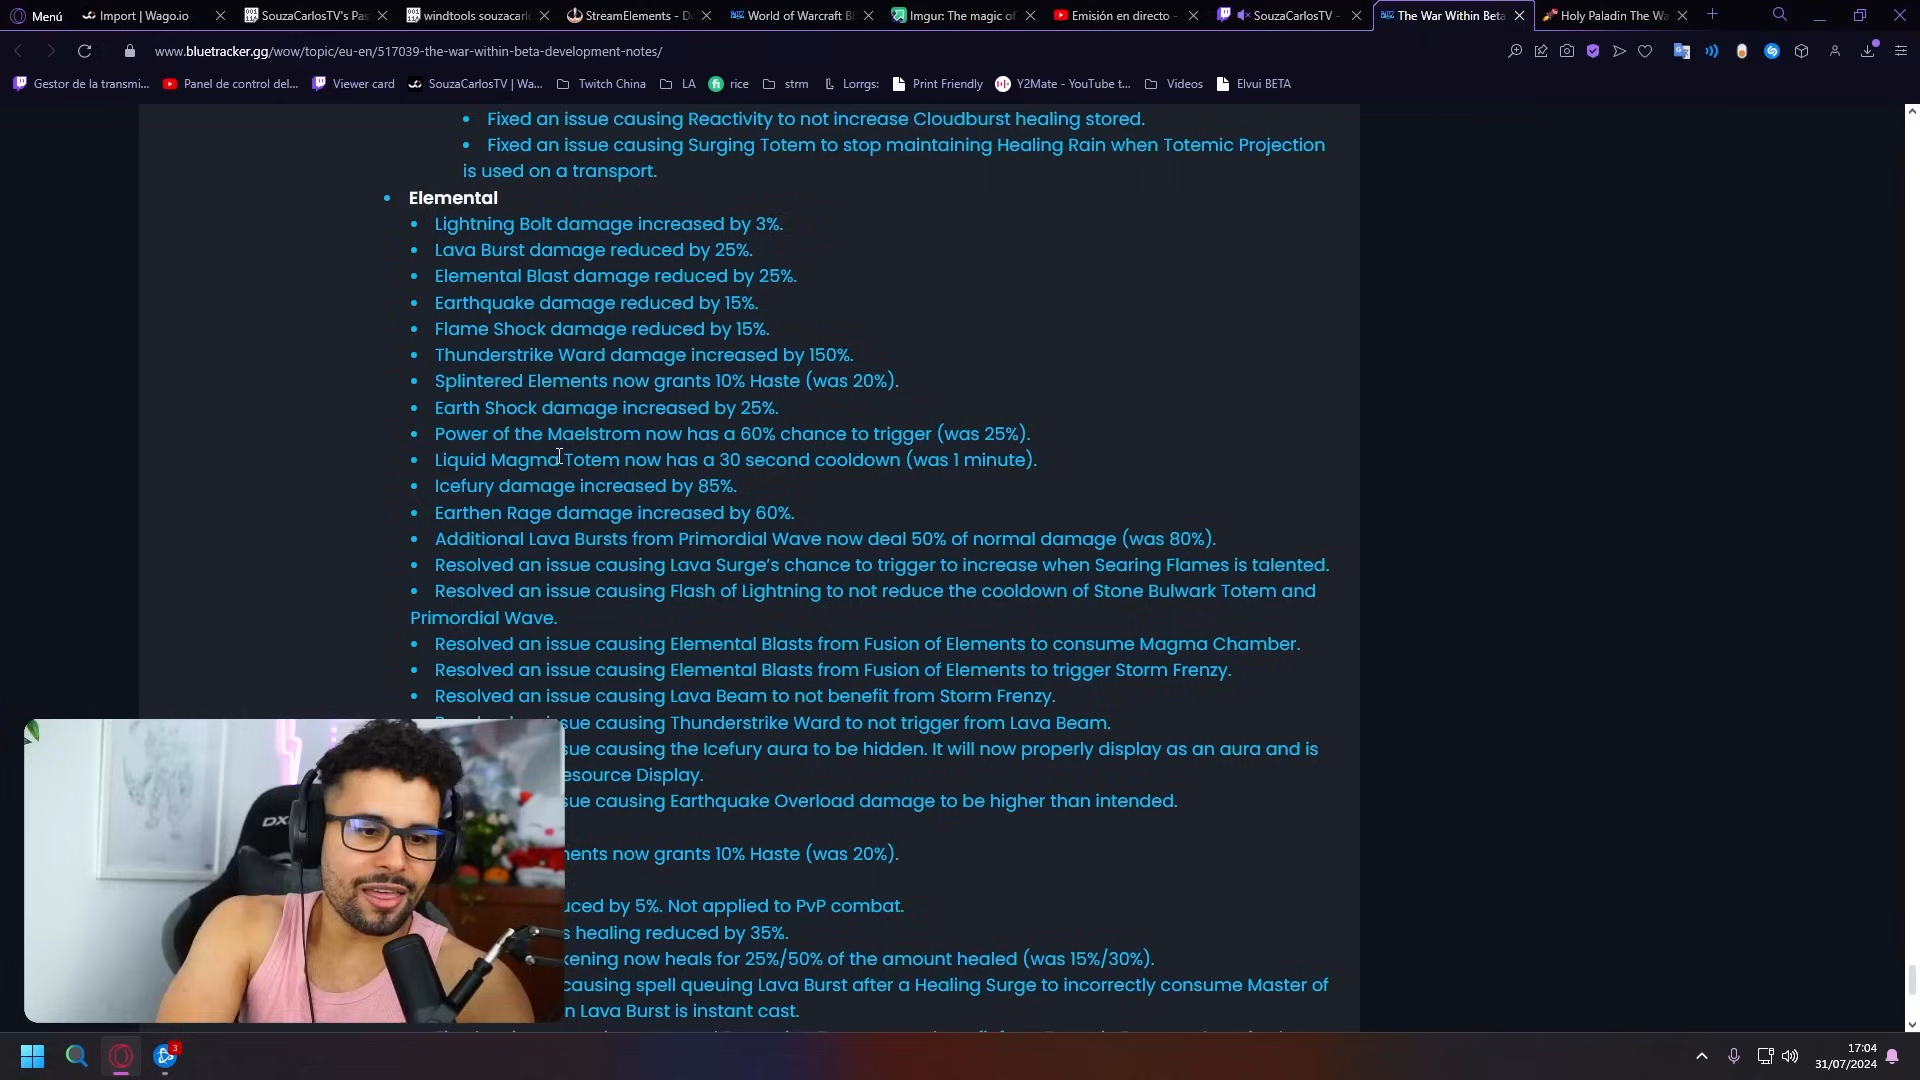 Menú
Import | Wago.io
SouzaCarlosTV's Pas
windtools souzacarl
StreamElements - D
World of Warcraft B
Imgur: The magic of
Emisión en directo -
SouzaCarlosTV -
The War Within Beta
Holy Paladin The Wa
www.bluetracker.gg/wow/topic/eu-en/517039-the-war-within-beta-development-notes/
Gestor de la transmi...
Panel de control del...
Viewer card
SouzaCarlosTV | Wa...
Twitch China
LA
rice
strm
Lorrgs:
Print Friendly
Y2Mate - YouTube t...
Videos
Elvui BETA
Fixed an issue causing Reactivity to not increase Cloudburst healing stored.
Fixed an issue causing Surging Totem to stop maintaining Healing Rain when Totemic Projection
is used on a transport.
Elemental
Lightning Bolt damage increased by 3%.
Lava Burst damage reduced by 25%.
Elemental Blast damage reduced by 25%.
Earthquake damage reduced by 15%.
Flame Shock damage reduced by 15%.
Thunderstrike Ward damage increased by 150%.
Splintered Elements now grants 10% Haste (was 20%).
Earth Shock damage increased by 25%.
Power of the Maelstrom now has a 60% chance to trigger (was 25%).
Liquid Magma Totem now has a 30 second cooldown (was 1 minute).
Icefury damage increased by 85%.
Earthen Rage damage increased by 60%.
Additional Lava Bursts from Primordial Wave now deal 50% of normal damage (was 80%).
Resolved an issue causing Lava Surge's chance to trigger to increase when Searing Flames is talented.
Resolved an issue causing Flash of Lightning to not reduce the cooldown of Stone Bulwark Totem and
Primordial Wave.
Resolved an issue causing Elemental Blasts from Fusion of Elements to consume Magma Chamber.
Resolved an issue causing Elemental Blasts from Fusion of Elements to trigger Storm Frenzy.
Resolved an issue causing Lava Beam to not benefit from Storm Frenzy.
sue causing Thunderstrike Ward to not trigger from Lava Beam.
sue causing the Icefury aura to be hidden. It will now properly display as an aura and is
esource Display.
sue causing Earthquake Overload damage to be higher than intended.
ents now grants 10% Haste (was 20%).
uced by 5%. Not applied to PvP combat.
s healing reduced by 35%.
kening now heals for 25%/50% of the amount healed (was 15%/30%).
causing spell queuing Lava Burst after a Healing Surge to incorrectly consume Master of
n Lava Burst is instant cast.
DX
3
17:04
31/07/2024